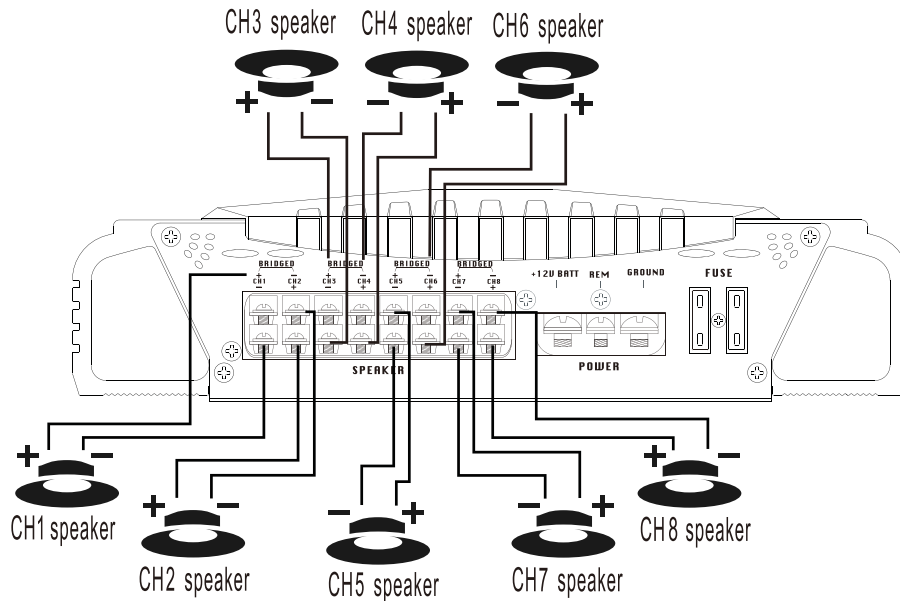 CH3 speaker CH4 speaker CH6 speaker
+ − − + − +
BRIDGED BRIDGED BRIDGED BRIDGED
+ − + − + − + −
CH1 CH2 CH3 CH4 CH5 CH6 CH7 CH8
− + − + − + − +
+12V BATT REM GROUND FUSE
SPEAKER POWER
+ − + −
+ − − + − +
CH1 speaker CH8 speaker
CH2 speaker CH5 speaker CH7 speaker